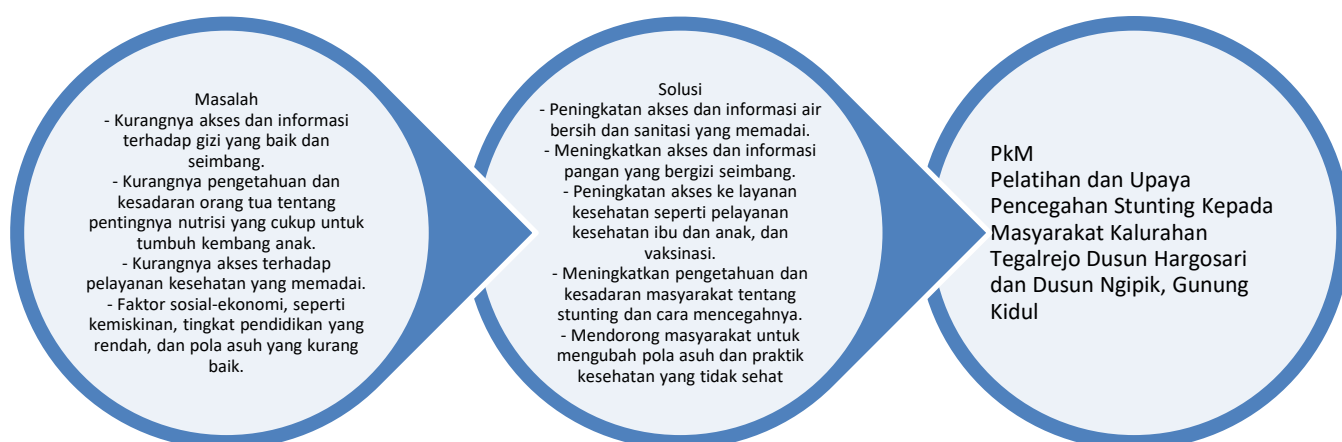 Masalah
- Kurangnya akses dan informasi
terhadap gizi yang baik dan
seimbang.
- Kurangnya pengetahuan dan
kesadaran orang tua tentang
pentingnya nutrisi yang cukup untuk
tumbuh kembang anak.
- Kurangnya akses terhadap
pelayanan kesehatan yang memadai.
- Faktor sosial-ekonomi, seperti
kemiskinan, tingkat pendidikan yang
rendah, dan pola asuh yang kurang
baik.
Solusi
- Peningkatan akses dan informasi air
bersih dan sanitasi yang memadai.
- Meningkatkan akses dan informasi
pangan yang bergizi seimbang.
- Peningkatan akses ke layanan
kesehatan seperti pelayanan
kesehatan ibu dan anak, dan
vaksinasi.
- Meningkatkan pengetahuan dan
kesadaran masyarakat tentang
stunting dan cara mencegahnya.
- Mendorong masyarakat untuk
mengubah pola asuh dan praktik
kesehatan yang tidak sehat
PkM
Pelatihan dan Upaya
Pencegahan Stunting Kepada
Masyarakat Kalurahan
Tegalrejo Dusun Hargosari
dan Dusun Ngipik, Gunung
Kidul